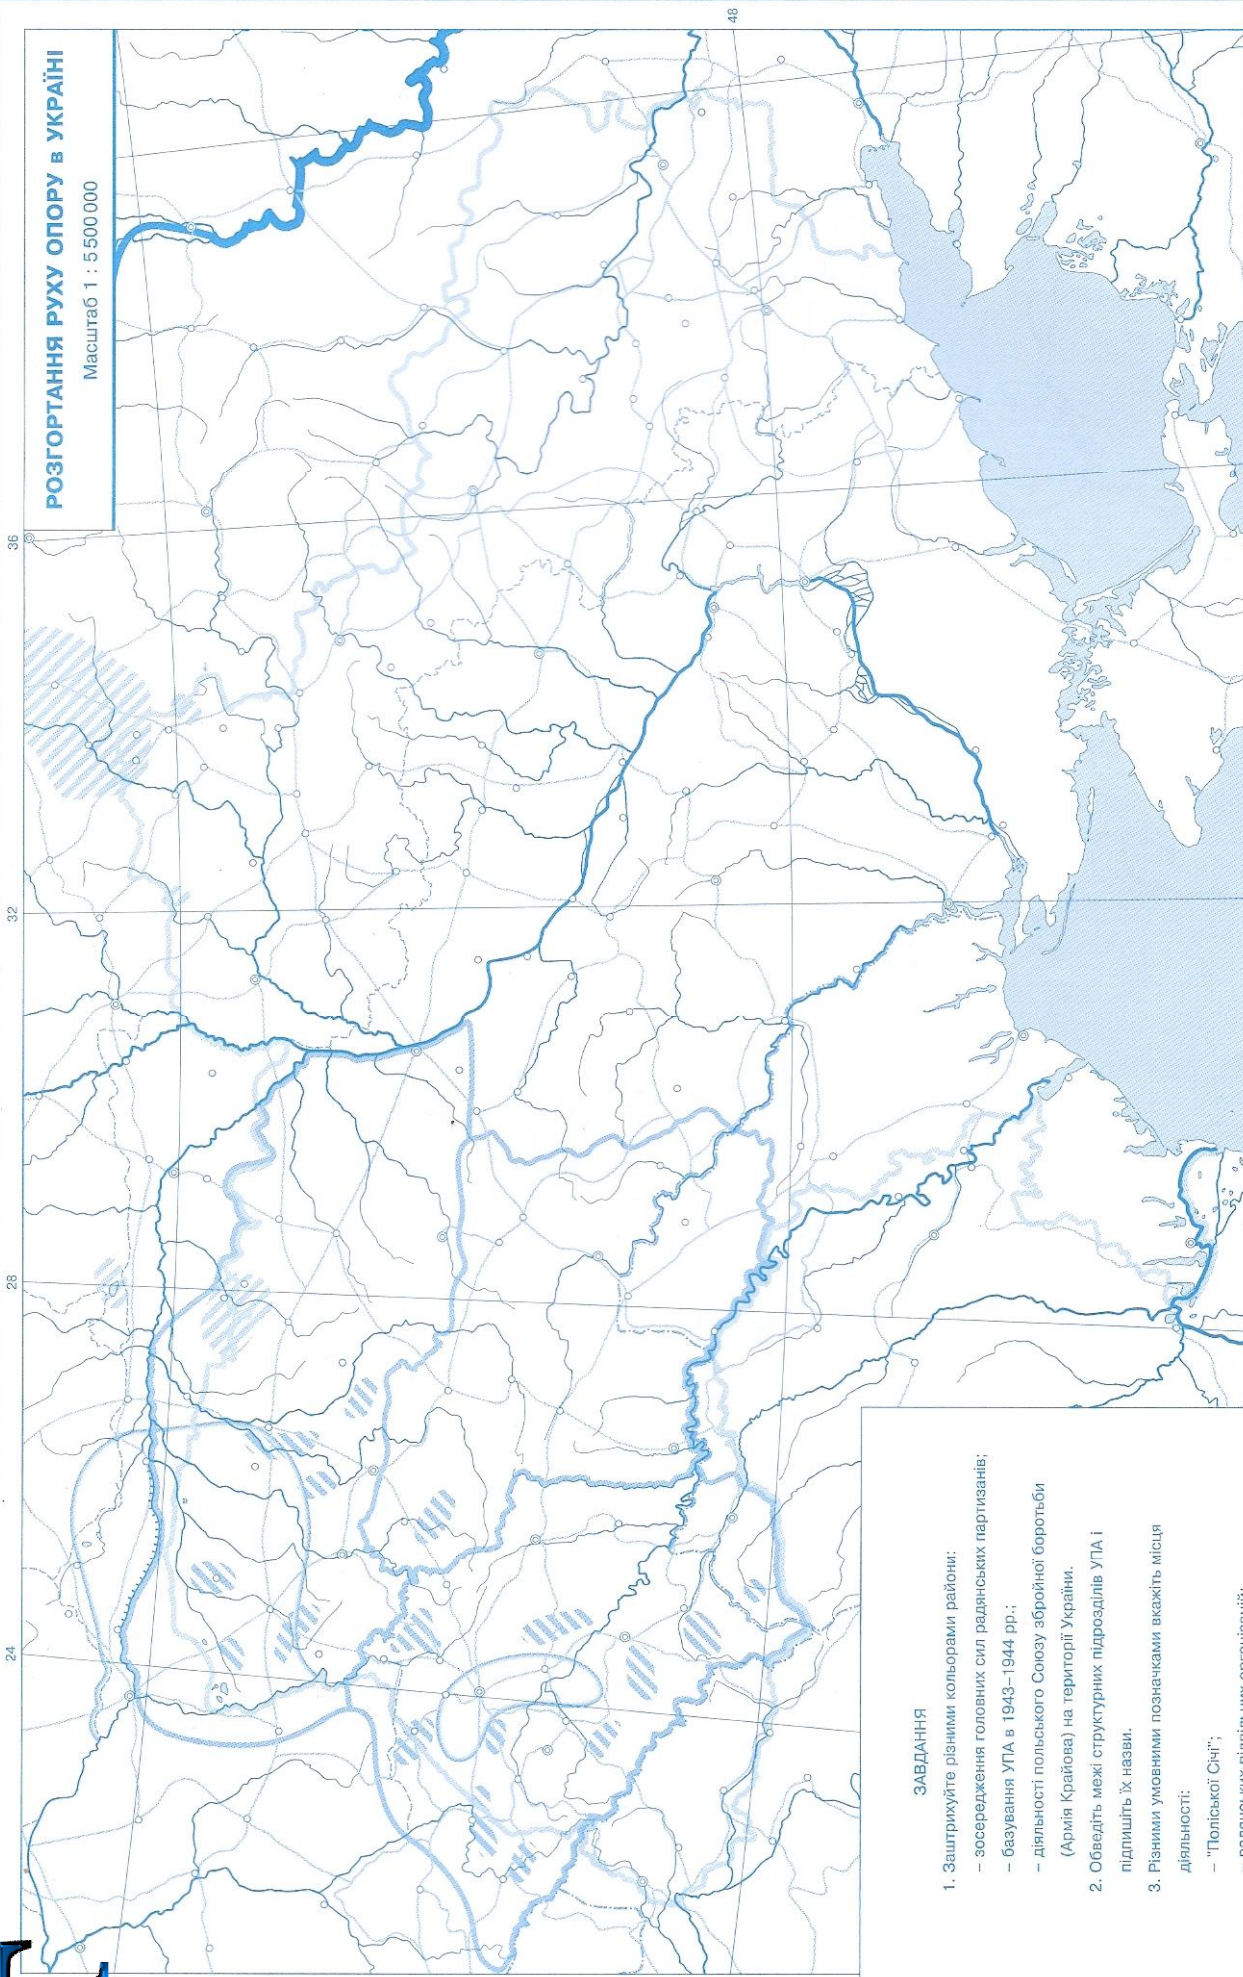 РОЗГОРТАННЯ РУХУ ОПОРУ в УКРАЇНІ
Масштаб 1 : 5 500 000
36
32
28
24
48
ЗАВДАННЯ
1. Заштрихуйте різними кольорами райони:
– зосередження головних сил радянських партизанів;
– базування УПА в 1943–1944 рр.;
– діяльності польського Союзу збройної боротьби
(Армія Крайова) на території України.
2. Обведіть межі структурних підрозділів УПА і
підпишіть їх назви.
3. Різними умовними позначками вкажіть місця
діяльності:
– "Поліської Січі";